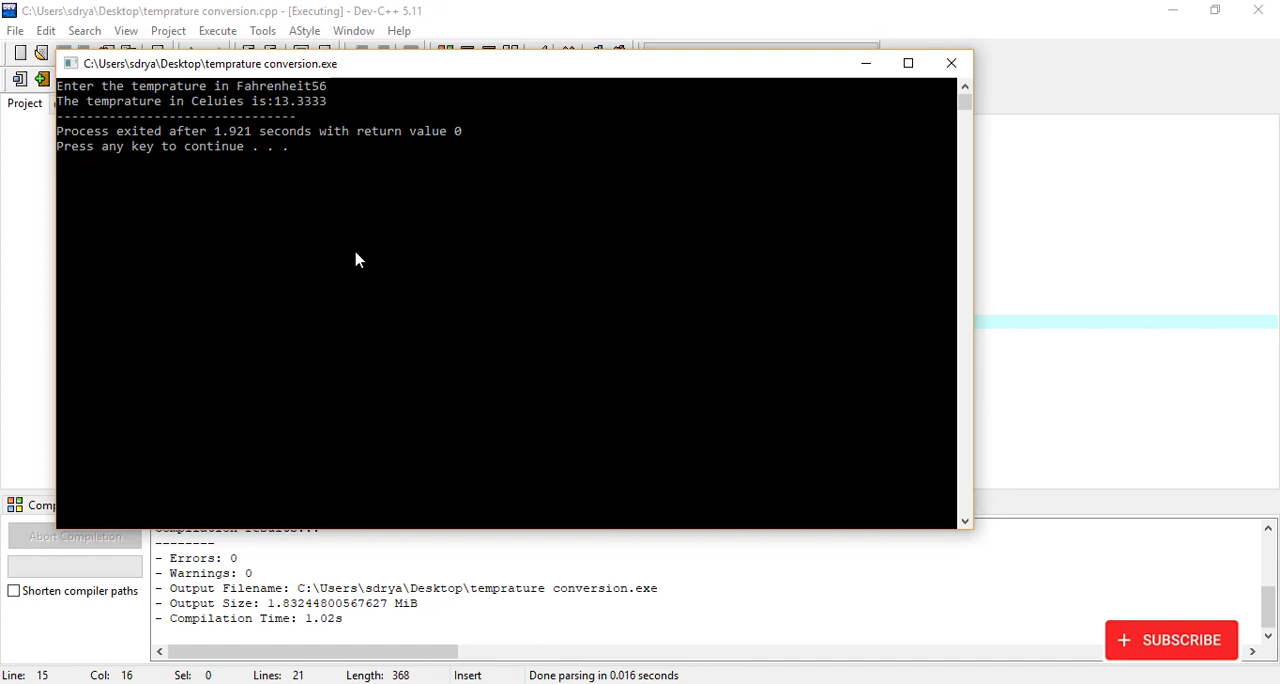 C:\Users\sdrya\Desktop\temprature conversion.cpp - [Executing] - Dev-C++ 5.11
File Edit Search View Project Execute Tools AStyle Window Help
C:\Users\sdrya\Desktop\temprature conversion.exe
Project
Enter the temprature in Fahrenheit56
The temprature in Celuies is:13.3333
--------------------------------
Process exited after 1.921 seconds with return value 0
Press any key to continue . . .
Comp
Abort Compilation
Compilation results...
--------
- Errors: 0
- Warnings: 0
- Output Filename: C:\Users\sdrya\Desktop\temprature conversion.exe
- Output Size: 1.83244800567627 MiB
- Compilation Time: 1.02s
Shorten compiler paths
+ SUBSCRIBE
Line: 15 Col: 16 Sel: 0 Lines: 21 Length: 368 Insert Done parsing in 0.016 seconds